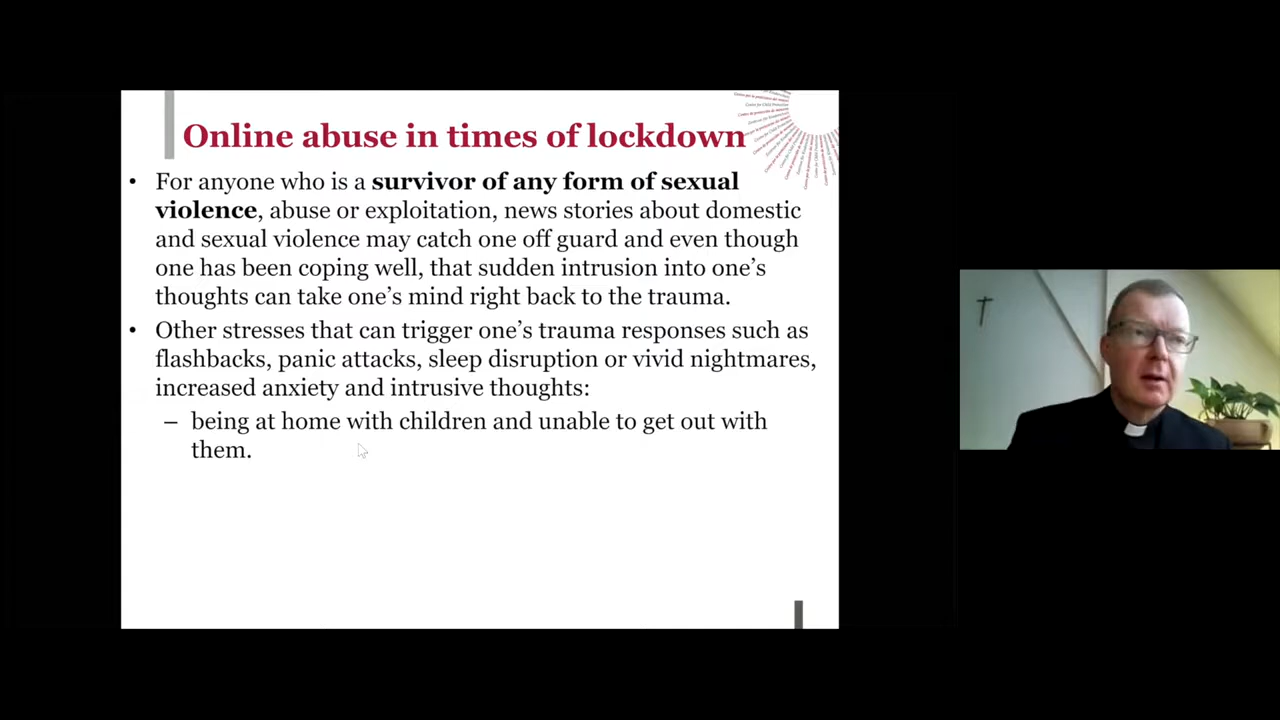 Online abuse in times of lockdown
• For anyone who is a survivor of any form of sexual
violence, abuse or exploitation, news stories about domestic
and sexual violence may catch one off guard and even though
one has been coping well, that sudden intrusion into one’s
thoughts can take one’s mind right back to the trauma.
• Other stresses that can trigger one’s trauma responses such as
flashbacks, panic attacks, sleep disruption or vivid nightmares,
increased anxiety and intrusive thoughts:
– being at home with children and unable to get out with
them.